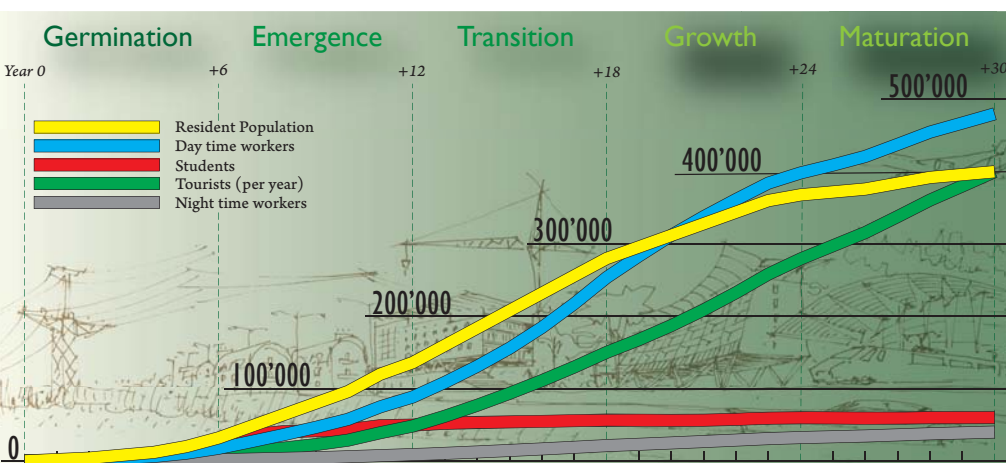 Germination Emergence Transition Growth Maturation
Year 0 +6 +12 +18 +24 +30
500'000
Resident Population
Day time workers
400'000
Students
Tourists (per year)
Night time workers
300'000
200'000
100'000
0